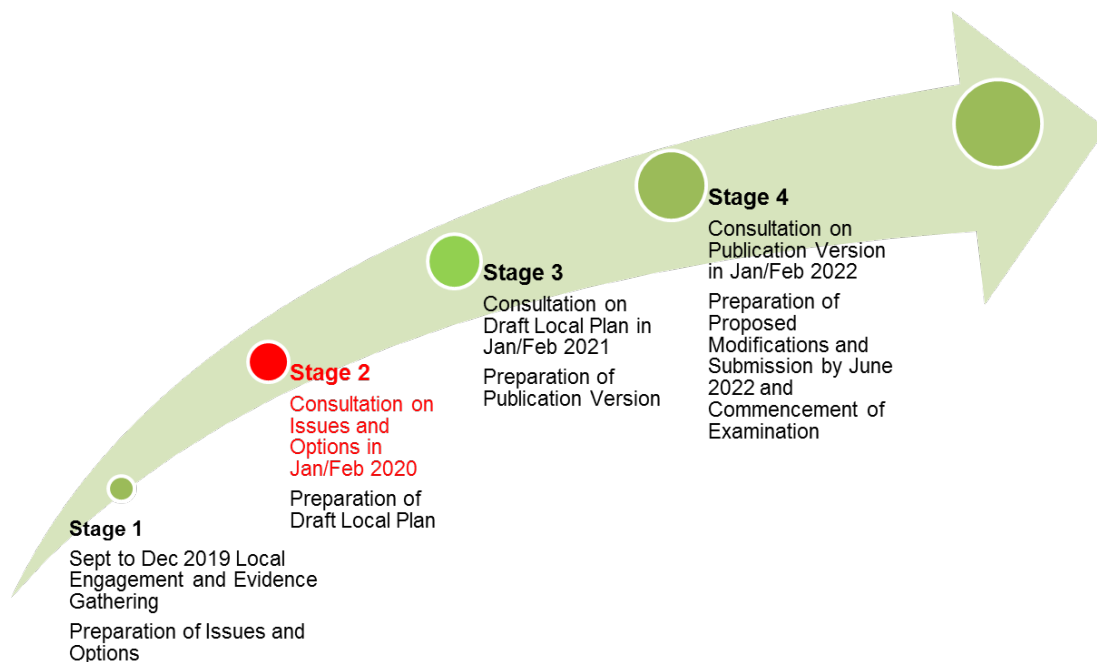 Stage 1
Sept to Dec 2019 Local
Engagement and Evidence
Gathering
Preparation of Issues and
Options
Stage 2
Consultation on
Issues and
Options in
Jan/Feb 2020
Preparation of
Draft Local Plan
Stage 3
Consultation on
Draft Local Plan in
Jan/Feb 2021
Preparation of
Publication Version
Stage 4
Consultation on
Publication Version
in Jan/Feb 2022
Preparation of
Proposed
Modifications and
Submission by June
2022 and
Commencement of
Examination